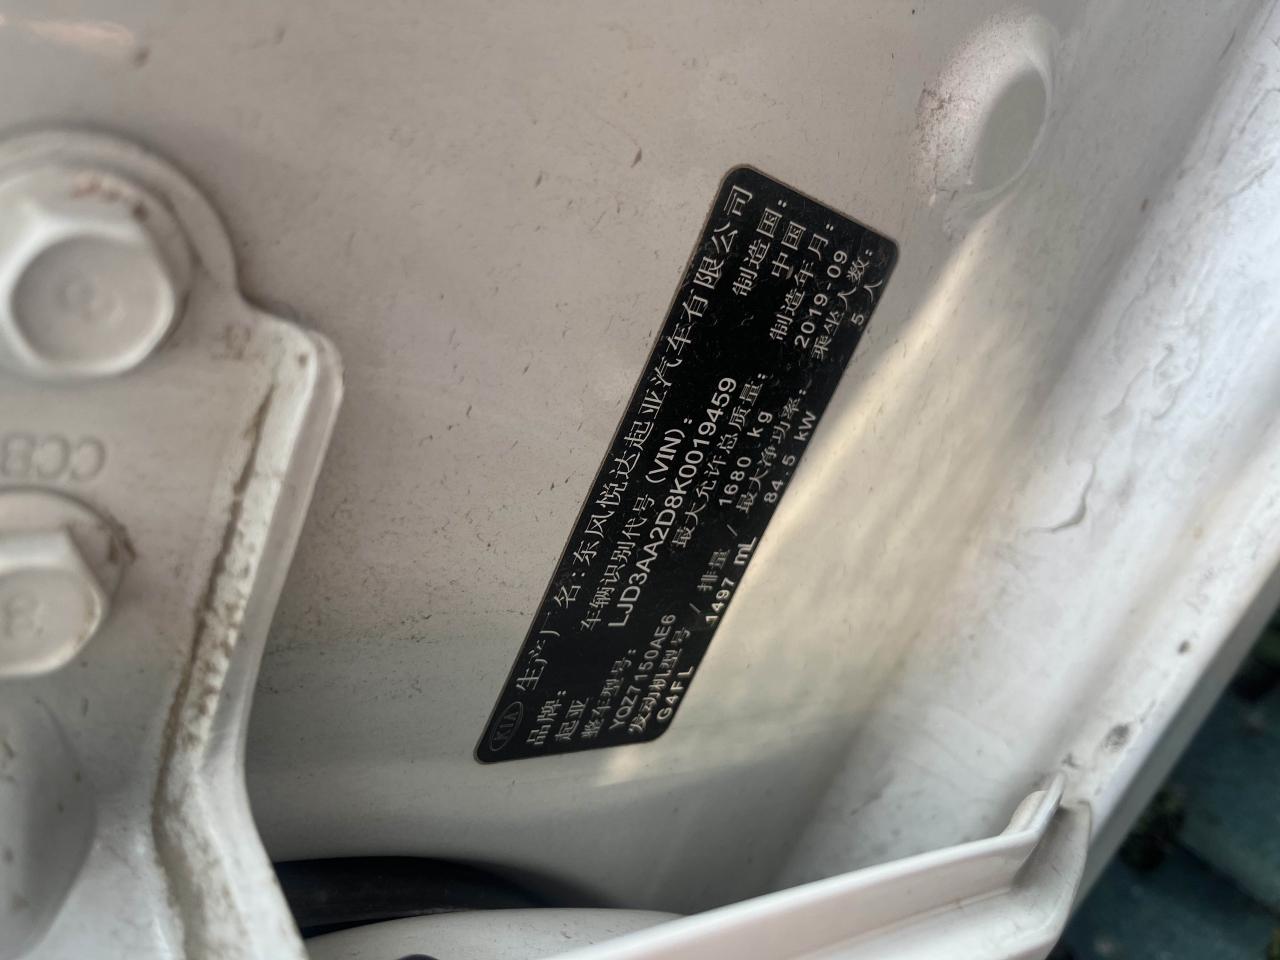 KIA 生产厂名:东风悦达起亚汽车有限公司
品牌: 车辆识别代号(VIN): 制造国:
起亚 LJD3AA2D8K0019459 中国
整车型号: 最大允许总质量: 制造年月:
YQZ7150AE6 1680 kg 2019-09
发动机型号 / 排量 / 最大净功率: 乘坐人数:
G4FL 1497 mL 84.5 kW 5 人
CCB